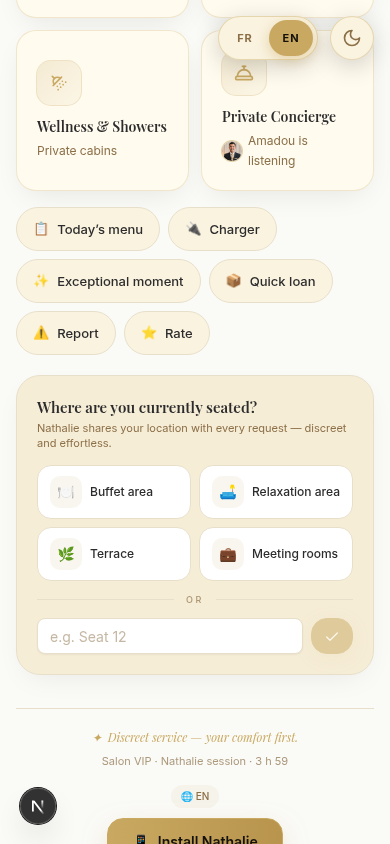 FR
EN
Wellness & Showers
Private cabins
Private Concierge
Amadou is
listening
Today's menu
Charger
Exceptional moment
Quick loan
Report
Rate
Where are you currently seated?
Nathalie shares your location with every request — discreet
and effortless.
Buffet area
Relaxation area
Terrace
Meeting rooms
OR
e.g. Seat 12
Discreet service — your comfort first.
Salon VIP · Nathalie session · 3 h 59
EN
N
Install Nathalie